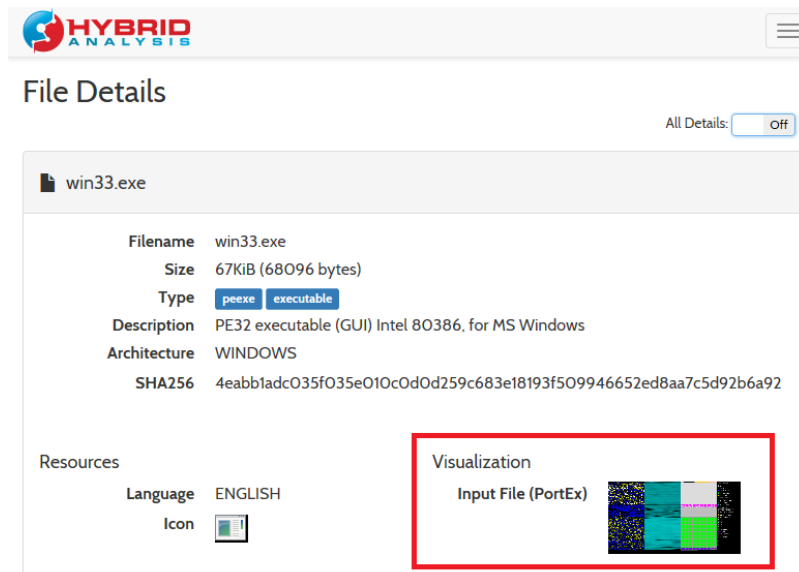 HYBRID
ANALYSIS
File Details
All Details: Off
win33.exe
Filename win33.exe
Size 67KiB (68096 bytes)
Type peexe executable
Description PE32 executable (GUI) Intel 80386, for MS Windows
Architecture WINDOWS
SHA256 4eabb1adc035f035e010c0d0d259c683e18193f509946652ed8aa7c5d92b6a92
Resources
Language ENGLISH
Icon
Visualization
Input File (PortEx)